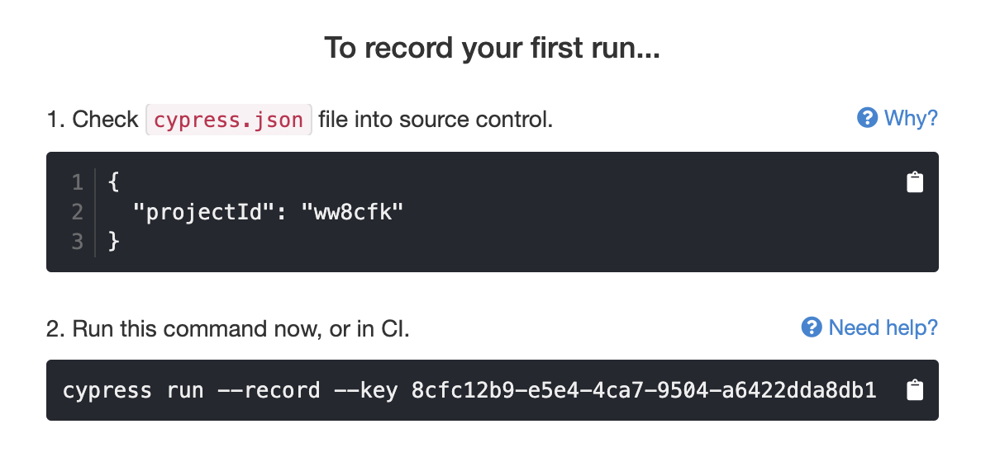 To record your first run...
1. Check cypress.json file into source control.
? Why?
1 {
2 "projectId": "ww8cfk"
3 }
2. Run this command now, or in CI.
? Need help?
cypress run --record --key 8cfc12b9-e5e4-4ca7-9504-a6422dda8db1